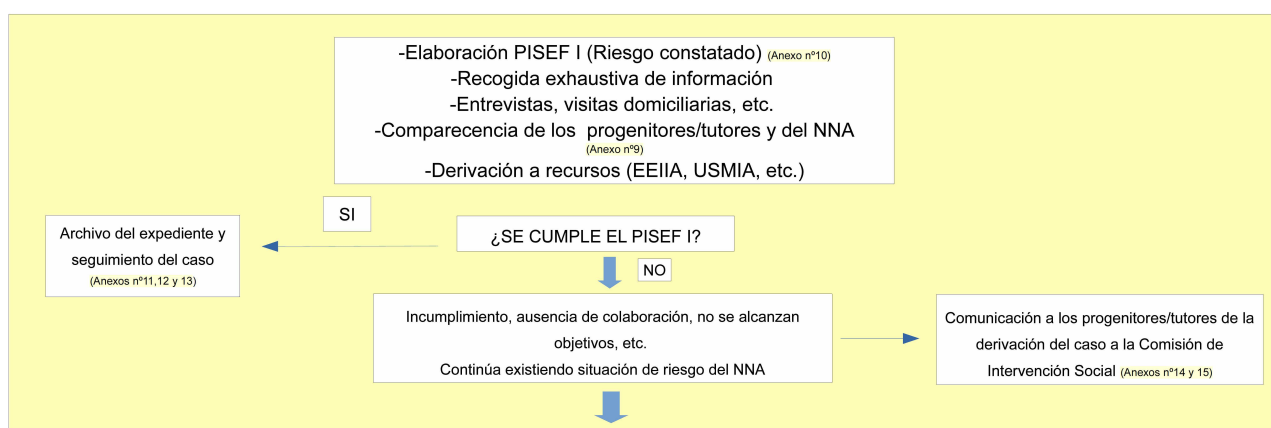 -Elaboración PISEF I (Riesgo constatado) (Anexo nº10)
-Recogida exhaustiva de información
-Entrevistas, visitas domiciliarias, etc.
-Comparecencia de los  progenitores/tutores y del NNA
(Anexo nº9)
-Derivación a recursos (EEIIA, USMIA, etc.)
SI
Archivo del expediente y
seguimiento del caso
(Anexos nº11,12 y 13)
¿SE CUMPLE EL PISEF I?
NO
Incumplimiento, ausencia de colaboración, no se alcanzan
objetivos, etc.
Continúa existiendo situación de riesgo del NNA
Comunicación a los progenitores/tutores de la
derivación del caso a la Comisión de
Intervención Social (Anexos nº14 y 15)